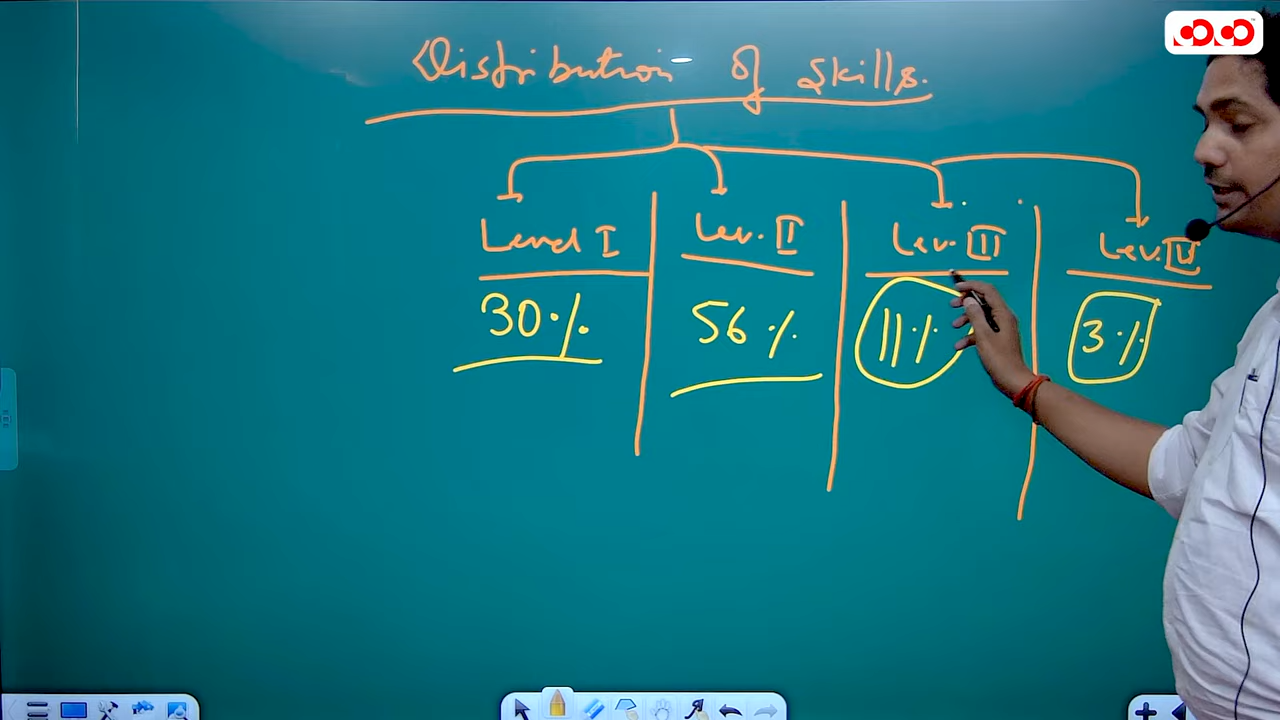 Distribution of Skills.
Level I Lev. II Lev. III Lev. IV
30% 56% 11% 3%